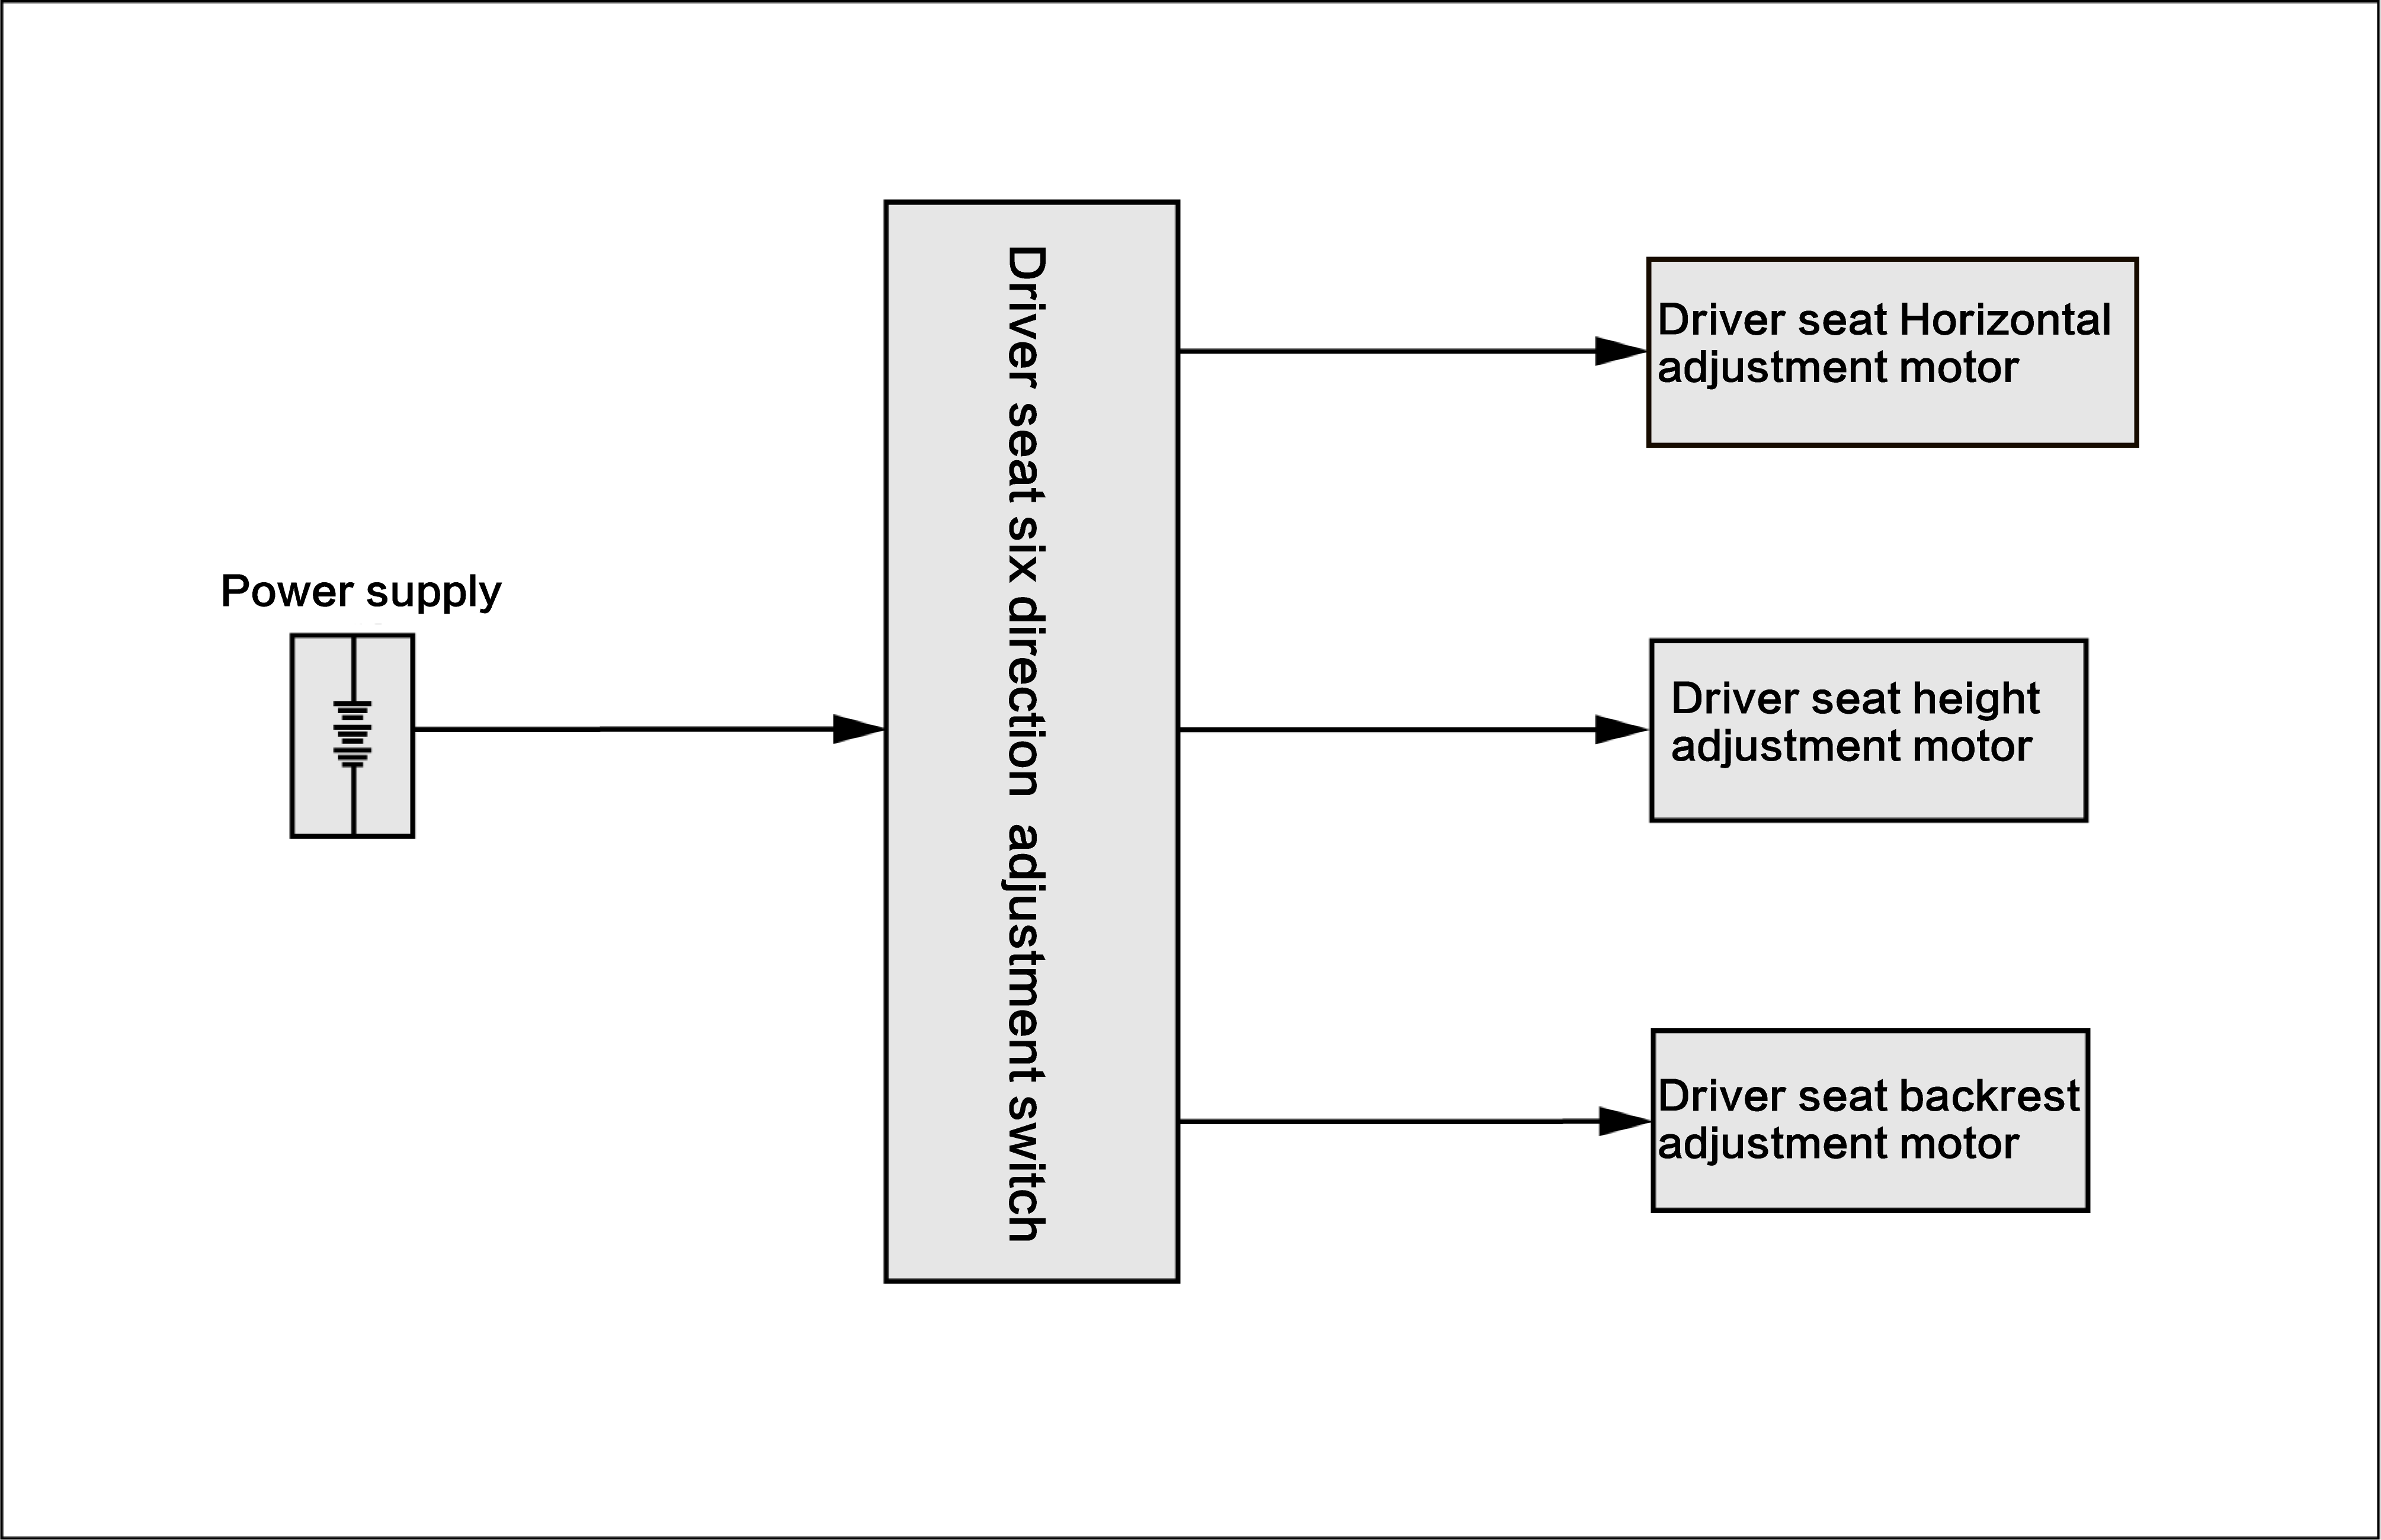 Power supply
Driver seat six direction adjustment switch
Driver seat Horizontal
adjustment motor
Driver seat height
adjustment motor
Driver seat backrest
adjustment motor